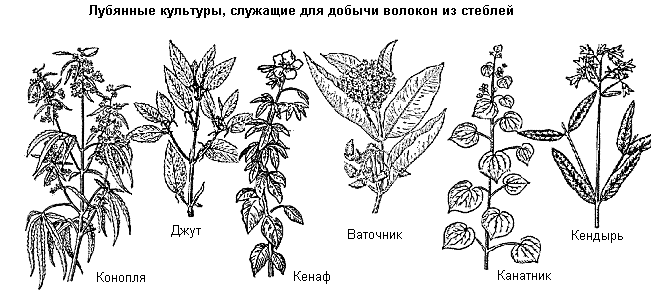 Лубянные культуры, служащие для добычи волокон из стеблей
Конопля
Джут
Кенаф
Ваточник
Канатник
Кендырь